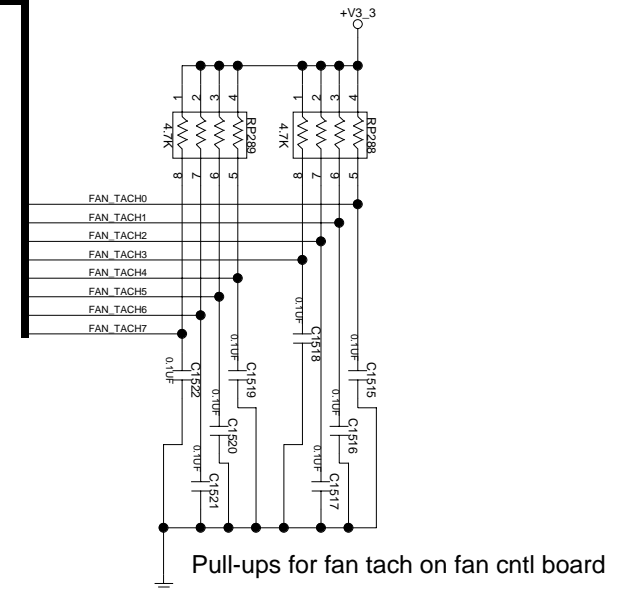 +V3_3
1 2 3 4
4.7K
RP289
8 7 6 5
1 2 3 4
4.7K
RP288
8 7 6 5
FAN_TACH0
FAN_TACH1
FAN_TACH2
FAN_TACH3
FAN_TACH4
FAN_TACH5
FAN_TACH6
FAN_TACH7
0.1UF
C1522
0.1UF
C1521
0.1UF
C1520
0.1UF
C1519
0.1UF
C1518
0.1UF
C1517
0.1UF
C1516
0.1UF
C1515
Pull-ups for fan tach on fan cntl board